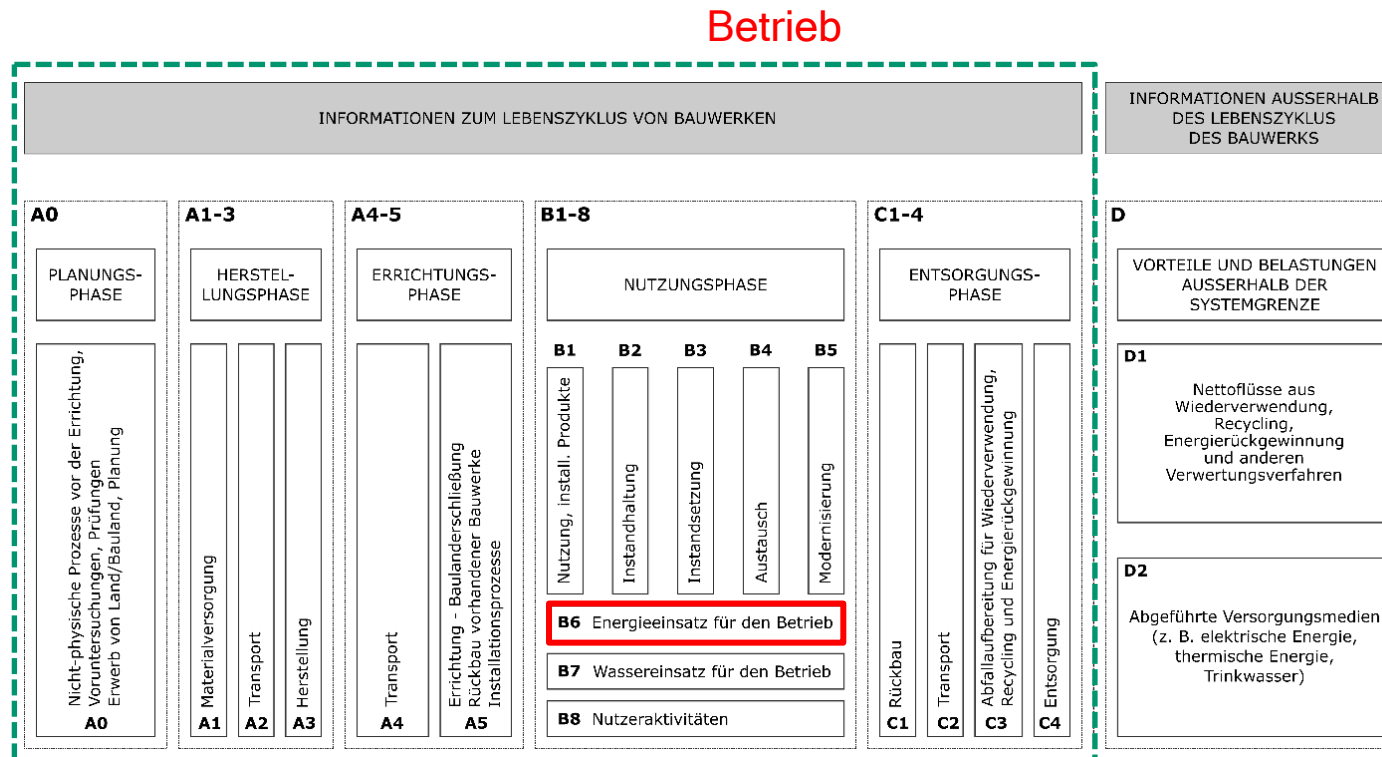 Betrieb
INFORMATIONEN ZUM LEBENSZYKLUS VON BAUWERKEN
INFORMATIONEN AUSSERHALB
DES LEBENSZYKLUS
DES BAUWERKS
A0
PLANUNGS-
PHASE
Nicht-physische Prozesse vor der Errichtung,
Voruntersuchungen, Prüfungen
Erwerb von Land/Bauland, Planung
A0
A1-3
HERSTEL-
LUNGSPHASE
Materialversorgung
A1
Transport
A2
Herstellung
A3
A4-5
ERRICHTUNGS-
PHASE
Transport
A4
Errichtung - Baulanderschließung
Rückbau vorhandener Bauwerke
Installationsprozesse
A5
B1-8
NUTZUNGSPHASE
B1
Nutzung, install. Produkte
B2
Instandhaltung
B3
Instandsetzung
B4
Austausch
B5
Modernisierung
B6 Energieeinsatz für den Betrieb
B7 Wassereinsatz für den Betrieb
B8 Nutzeraktivitäten
C1-4
ENTSORGUNGS-
PHASE
Rückbau
C1
Transport
C2
Abfallaufbereitung für Wiederverwendung,
Recycling und Energierückgewinnung
C3
Entsorgung
C4
D
VORTEILE UND BELASTUNGEN
AUSSERHALB DER
SYSTEMGRENZE
D1
Nettoflüsse aus
Wiederverwendung,
Recycling,
Energierückgewinnung
und anderen
Verwertungsverfahren
D2
Abgeführte Versorgungsmedien
(z. B. elektrische Energie,
thermische Energie,
Trinkwasser)